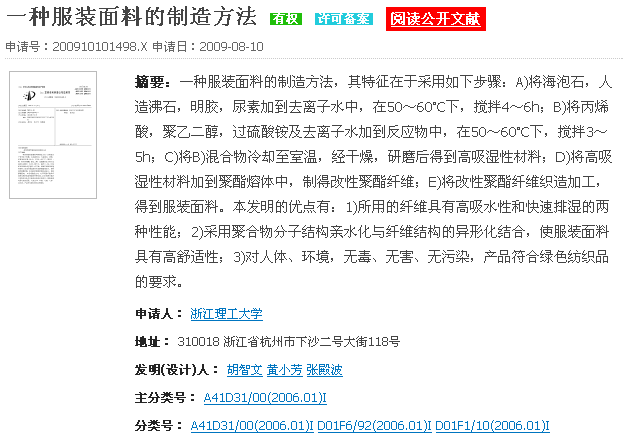 一种服装面料的制造方法 有权 许可备案 阅读公开文献
申请号：200910101498.X 申请日：2009-08-10
摘要：一种服装面料的制造方法，其特征在于采用如下步骤：A)将海泡石，人
造沸石，明胶，尿素加到去离子水中，在50～60℃下，搅拌4～6h；B)将丙烯
酸，聚乙二醇，过硫酸铵及去离子水加到反应物中，在50～60℃下，搅拌3～
5h；C)将B)混合物冷却至室温，经干燥，研磨后得到高吸湿性材料；D)将高吸
湿性材料加到聚酯熔体中，制得改性聚酯纤维；E)将改性聚酯纤维织造加工，
得到服装面料。本发明的优点有：1)所用的纤维具有高吸水性和快速排湿的两
种性能；2)采用聚合物分子结构亲水化与纤维结构的异形化结合，使服装面料
具有高舒适性；3)对人体、环境，无毒、无害、无污染，产品符合绿色纺织品
的要求。
申请人：浙江理工大学
地址：310018 浙江省杭州市下沙二号大街118号
发明(设计)人：胡智文 黄小芳 张殿波
主分类号：A41D31/00(2006.01)I
分类号：A41D31/00(2006.01)I D01F6/92(2006.01)I D01F1/10(2006.01)I